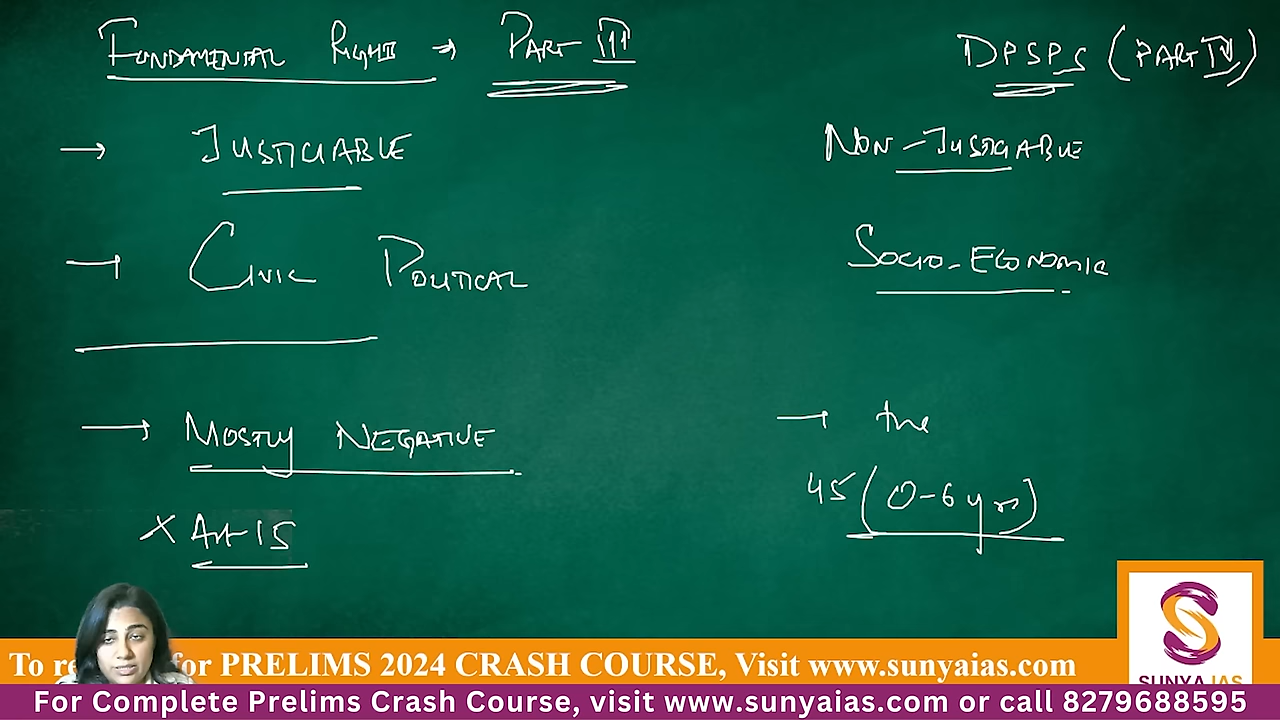 FUNDAMENTAL RIGHTS → PART III
DPSPS (PART IV)
→ JUSTICIABLE
NON-JUSTICIABLE
→ CIVIC POLITICAL
SOCIO-ECONOMIC
→ MOSTLY NEGATIVE
→ +ve
X Art-15
45 (0-6 yrs)
To re for PRELIMS 2024 CRASH COURSE, Visit www.sunyaias.com
SUNYA IAS
For Complete Prelims Crash Course, visit www.sunyaias.com or call 8279688595